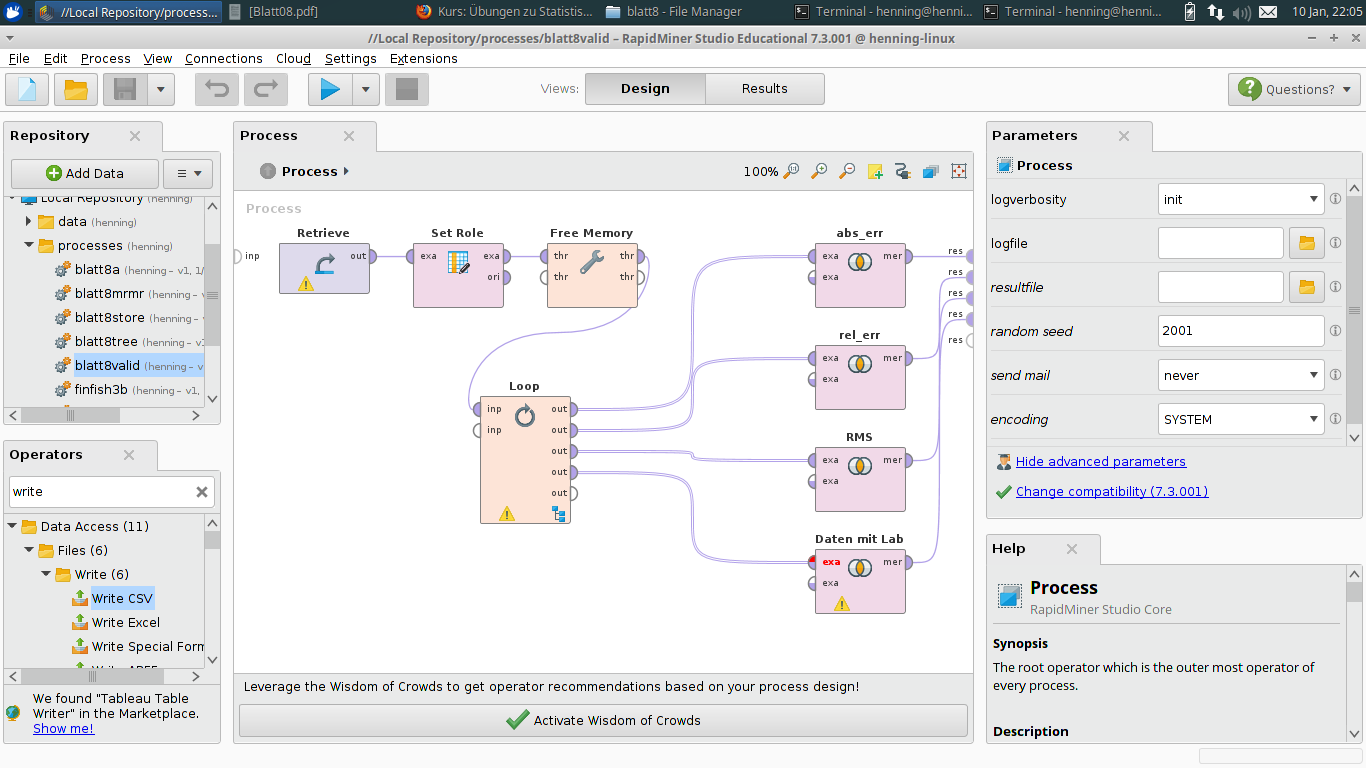 //Local Repository/process...
[Blatt08.pdf]
Kurs: Übungen zu Statistis...
blatt8 - File Manager
Terminal - henning@henni...
Terminal - henning@henni...
10 Jan, 22:05
//Local Repository/processes/blatt8valid – RapidMiner Studio Educational 7.3.001 @ henning-linux
File Edit Process View Connections Cloud Settings Extensions
Views: Design Results
Questions?
Repository
Add Data
Local Repository (henning)
data (henning)
processes (henning)
blatt8a (henning – v1, 1/
blatt8mrmr (henning –
blatt8store (henning – v
blatt8tree (henning – v1
blatt8valid (henning – v
finfish3b (henning – v1,
Operators
write
Data Access (11)
Files (6)
Write (6)
Write CSV
Write Excel
Write Special Form
Write ARFF
We found "Tableau Table
Writer" in the Marketplace.
Show me!
Process
Process
100%
Process
inp
Retrieve
out
Set Role
exa exa
ori
Free Memory
thr thr
thr thr
Loop
inp out
inp out
out
out
out
abs_err
exa mer
exa
rel_err
exa mer
exa
RMS
exa mer
exa
Daten mit Lab
exa mer
exa
res
res
res
res
res
Leverage the Wisdom of Crowds to get operator recommendations based on your process design!
Activate Wisdom of Crowds
Parameters
Process
logverbosity init
logfile
resultfile
random seed 2001
send mail never
encoding SYSTEM
Hide advanced parameters
Change compatibility (7.3.001)
Help
Process
RapidMiner Studio Core
Synopsis
The root operator which is the outer most operator of
every process.
Description